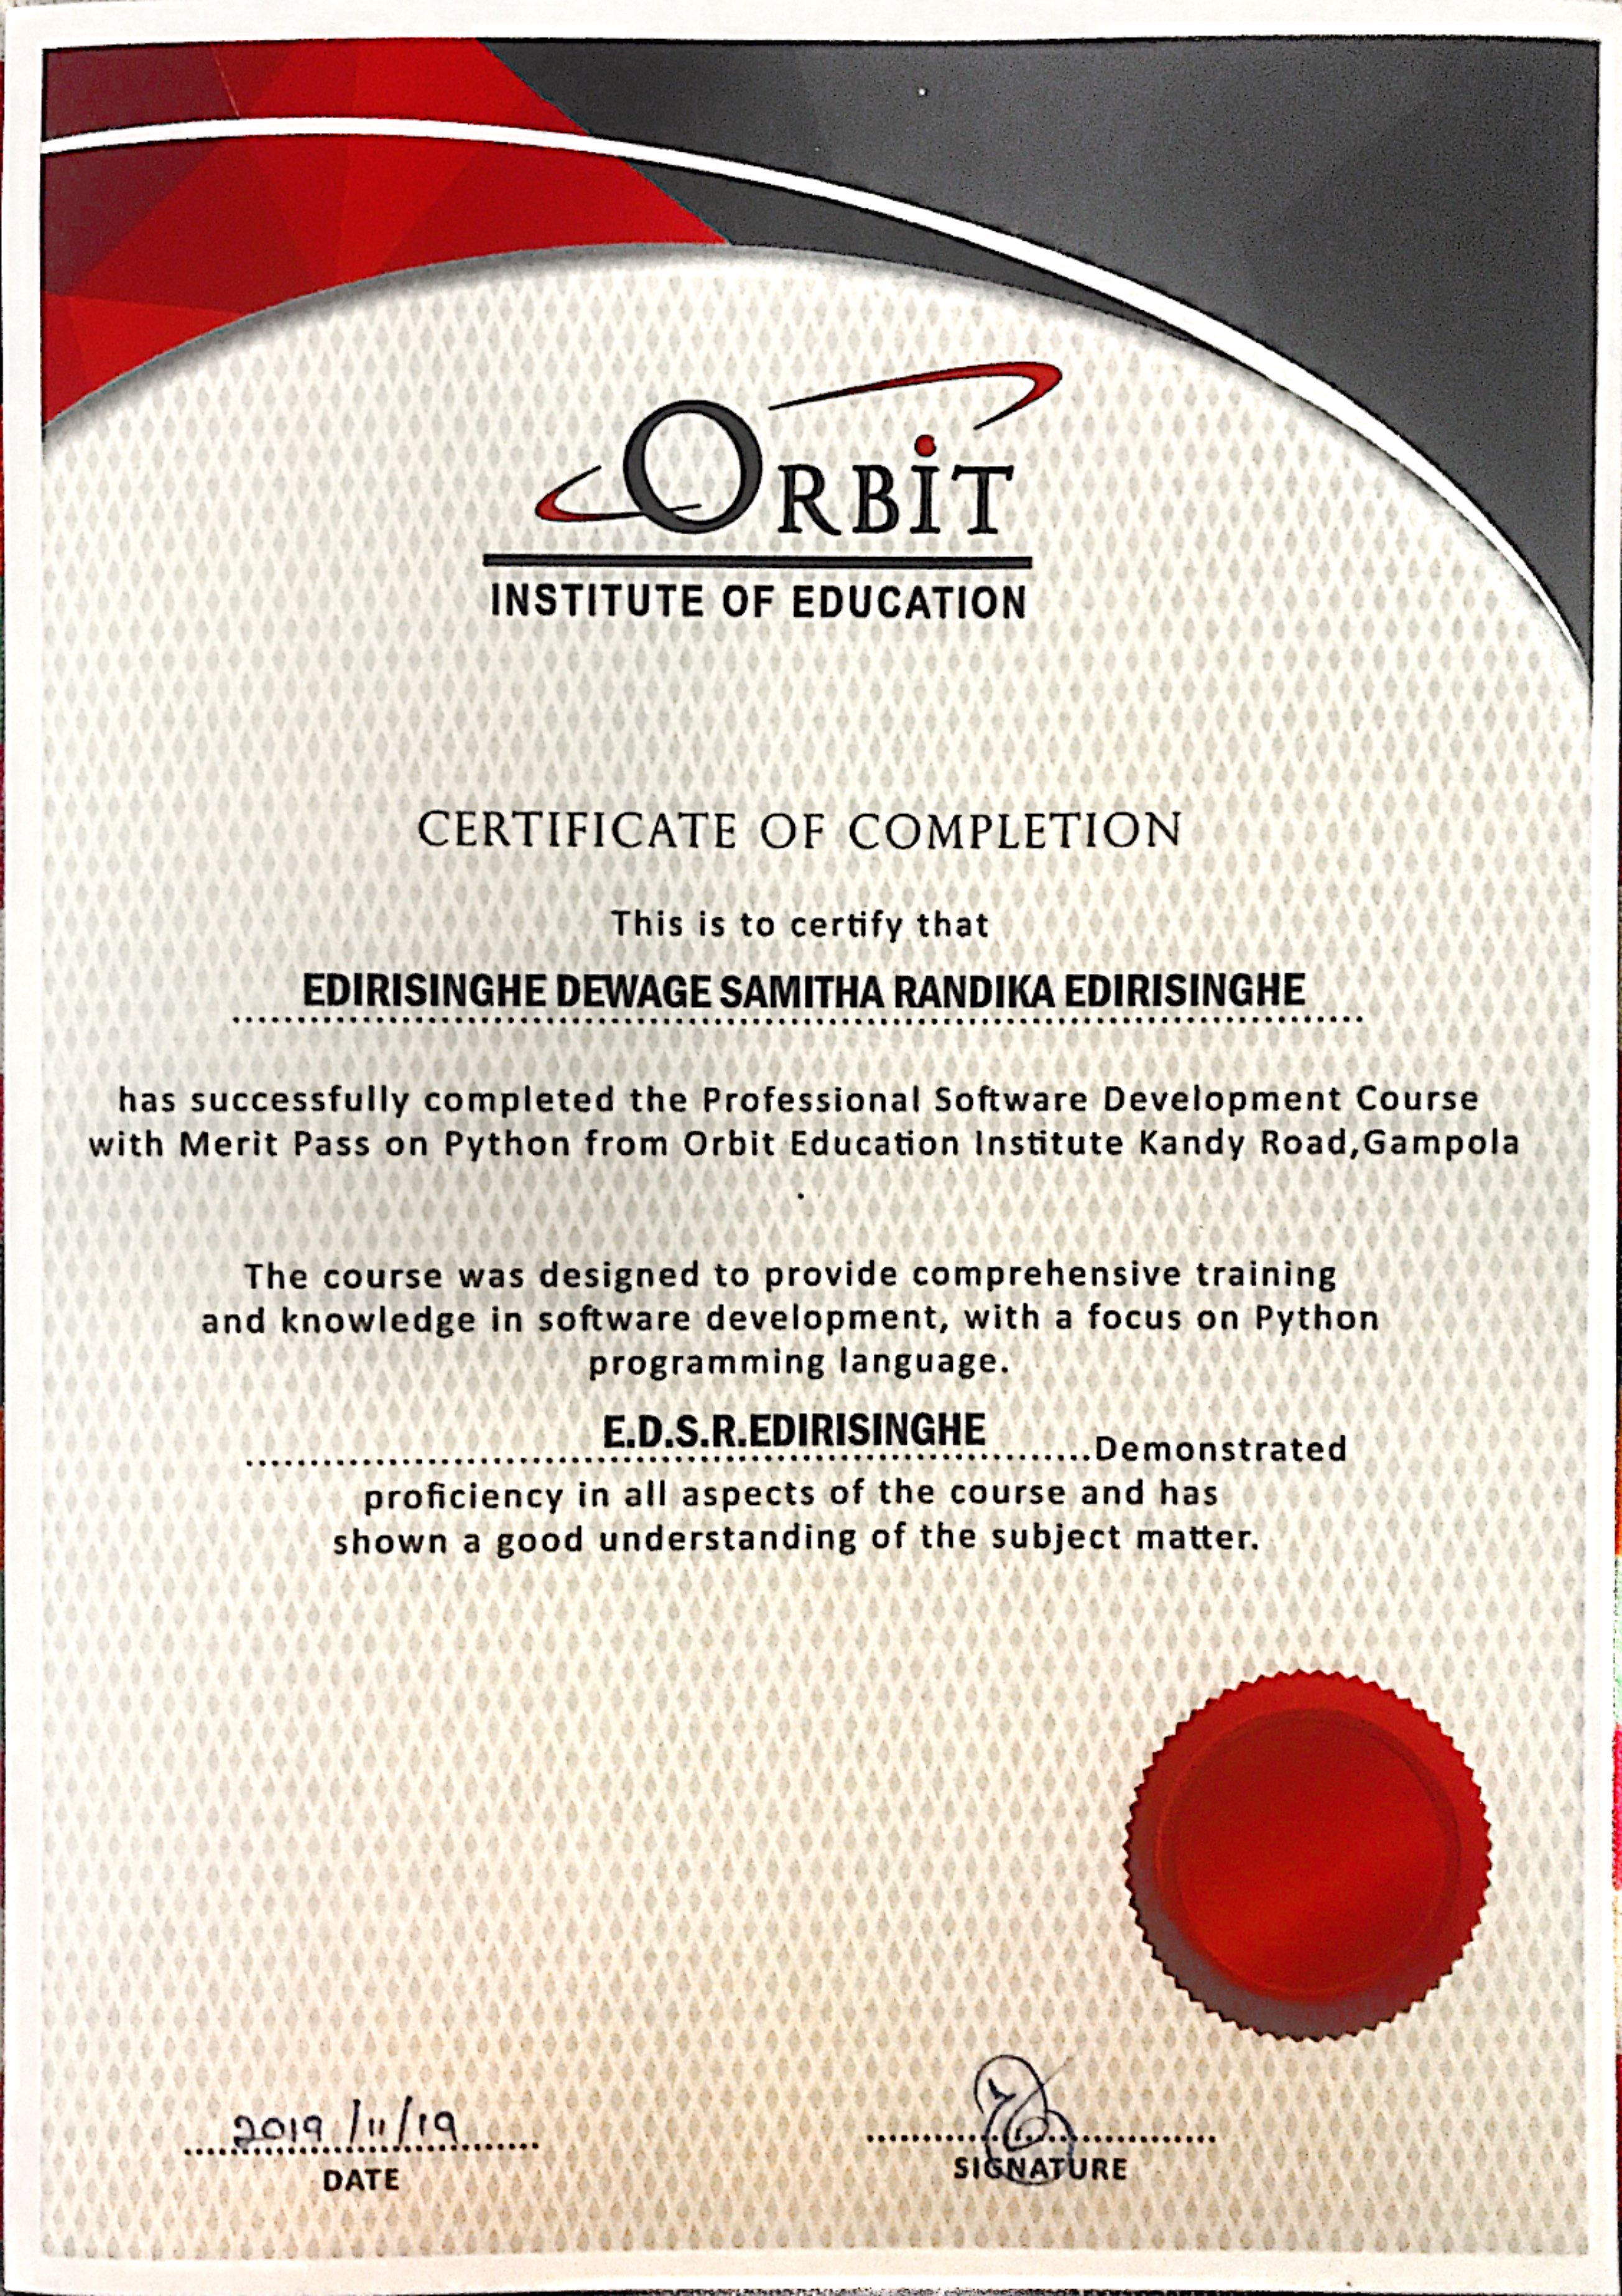 ORBiT
INSTITUTE OF EDUCATION
CERTIFICATE OF COMPLETION
This is to certify that
EDIRISINGHE DEWAGE SAMITHA RANDIKA EDIRISINGHE
has successfully completed the Professional Software Development Course
with Merit Pass on Python from Orbit Education Institute Kandy Road,Gampola
.
The course was designed to provide comprehensive training
and knowledge in software development, with a focus on Python
programming language.
E.D.S.R.EDIRISINGHE ........Demonstrated
proficiency in all aspects of the course and has
shown a good understanding of the subject matter.
2019/11/19
DATE
SIGNATURE